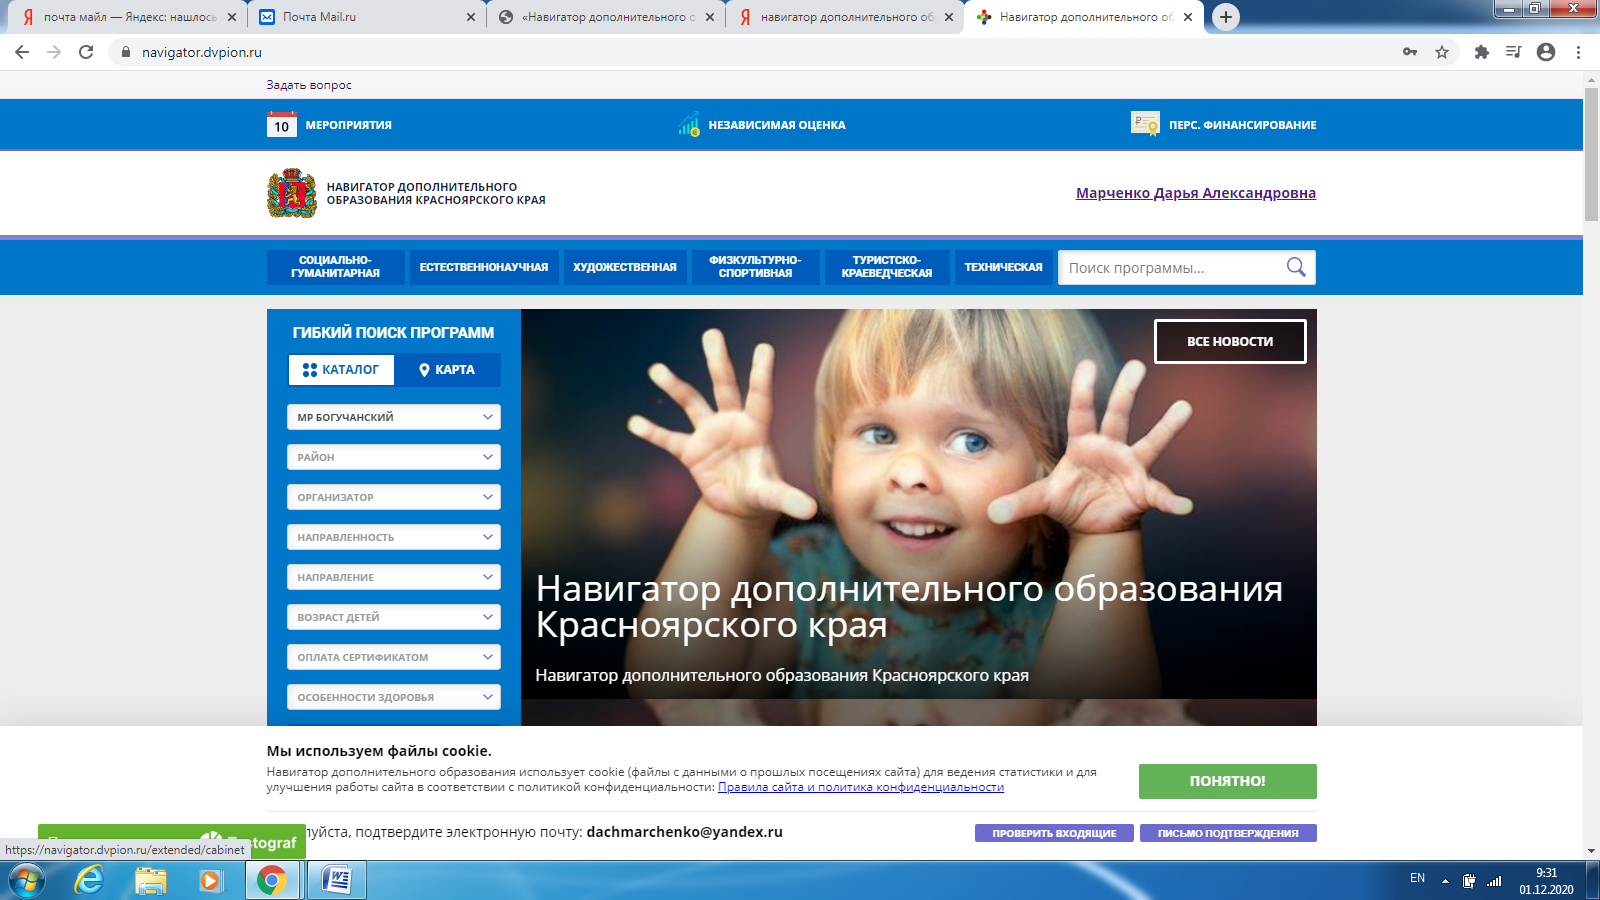 почта майл — Яндекс: нашлось
Почта Mail.ru
«Навигатор дополнительного о
навигатор дополнительного об
Навигатор дополнительного об
navigator.dvpion.ru
Задать вопрос
10 МЕРОПРИЯТИЯ
НЕЗАВИСИМАЯ ОЦЕНКА
ПЕРС. ФИНАНСИРОВАНИЕ
НАВИГАТОР ДОПОЛНИТЕЛЬНОГО
ОБРАЗОВАНИЯ КРАСНОЯРСКОГО КРАЯ
Марченко Дарья Александровна
СОЦИАЛЬНО-
ГУМАНИТАРНАЯ
ЕСТЕСТВЕННОНАУЧНАЯ
ХУДОЖЕСТВЕННАЯ
ФИЗКУЛЬТУРНО-
СПОРТИВНАЯ
ТУРИСТСКО-
КРАЕВЕДЧЕСКАЯ
ТЕХНИЧЕСКАЯ
Поиск программы...
ГИБКИЙ ПОИСК ПРОГРАММ
КАТАЛОГ
КАРТА
МР БОГУЧАНСКИЙ
РАЙОН
ОРГАНИЗАТОР
НАПРАВЛЕННОСТЬ
НАПРАВЛЕНИЕ
ВОЗРАСТ ДЕТЕЙ
ОПЛАТА СЕРТИФИКАТОМ
ОСОБЕННОСТИ ЗДОРОВЬЯ
ВСЕ НОВОСТИ
Навигатор дополнительного образования
Красноярского края
Навигатор дополнительного образования Красноярского края
Мы используем файлы cookie.
Навигатор дополнительного образования использует cookie (файлы с данными о прошлых посещениях сайта) для ведения статистики и для
улучшения работы сайта в соответствии с политикой конфиденциальности: Правила сайта и политика конфиденциальности
ПОНЯТНО!
луйста, подтвердите электронную почту: dachmarchenko@yandex.ru
ПРОВЕРИТЬ ВХОДЯЩИЕ
ПИСЬМО ПОДТВЕРЖДЕНИЯ
stograf
https://navigator.dvpion.ru/extended/cabinet
EN
9:31
01.12.2020